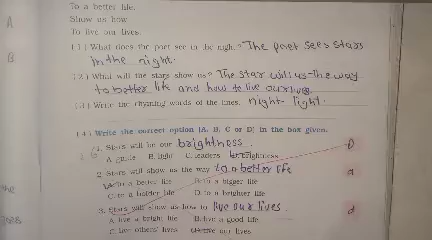 To a better life.
Show us how
To live our lives.
(1) What does the poet see in the night? The poet sees stars
in the night.
(2) What will the stars show us? The star will us the way
to better life and how to live our lives
(3) Write the rhyming words of the lines. night light.
(4) Write the correct option (A, B, C or D) in the box given.
1. Stars will be our brightness.
A. guide B. light C. leaders D. brightness
2. Stars will show us the way to a better life
A. to a better life B. to a bigger life
C. to a bolder life D. to a brighter life
3. Stars will show us how to live our lives
A. live a bright life B. live a good life
C. live others' lives D. live our lives